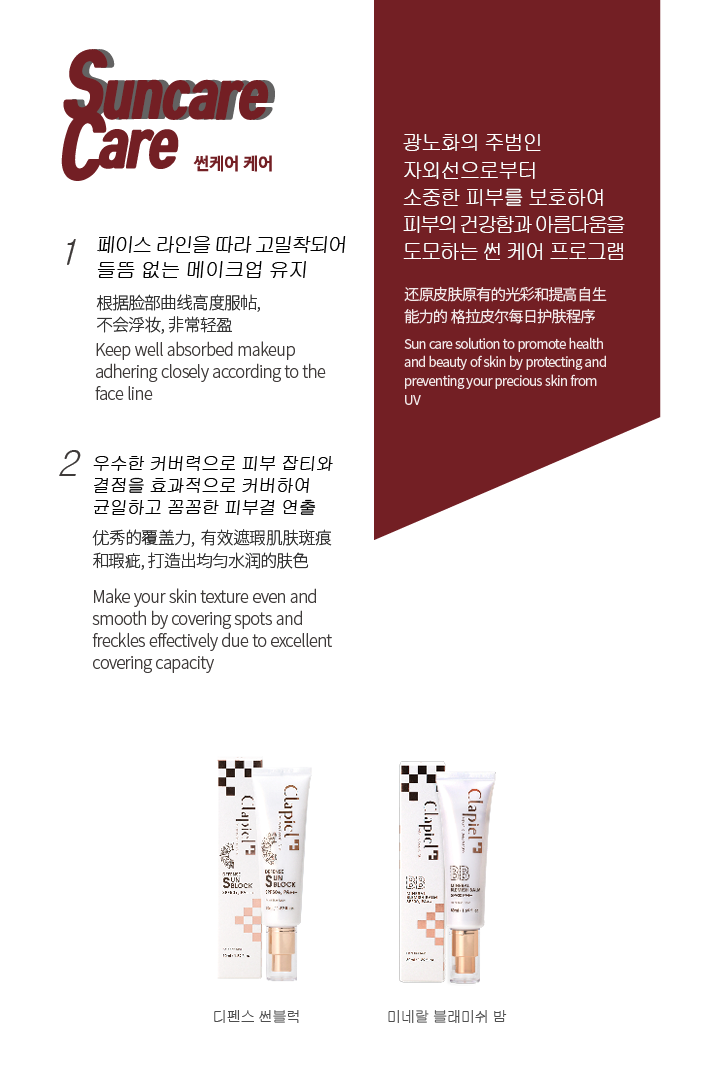 Suncare
Care
썬케어 케어
광노화의 주범인
자외선으로부터
소중한 피부를 보호하여
피부의 건강함과 아름다움을
도모하는 썬 케어 프로그램
还原皮肤原有的光彩和提高自生
能力的 格拉皮尔每日护肤程序
Sun care solution to promote health
and beauty of skin by protecting and
preventing your precious skin from
UV
1
페이스 라인을 따라 고밀착되어
들뜸 없는 메이크업 유지
根据脸部曲线高度服帖,
不会浮妆, 非常轻盈
Keep well absorbed makeup
adhering closely according to the
face line
2
우수한 커버력으로 피부 잡티와
결점을 효과적으로 커버하여
균일하고 꼼꼼한 피부결 연출
优秀的覆盖力, 有效遮瑕肌肤斑痕
和瑕疵, 打造出均匀水润的肤色
Make your skin texture even and
smooth by covering spots and
freckles effectively due to excellent
covering capacity
Clapiel
DEFENSE
SUN
BLOCK
Clapiel
DEFENSE
SUN
BLOCK
Clapiel
BB
MINERAL
BLEMISH BALM
Clapiel
BB
MINERAL
BLEMISH BALM
디펜스 썬블럭
미네랄 블래미쉬 밤